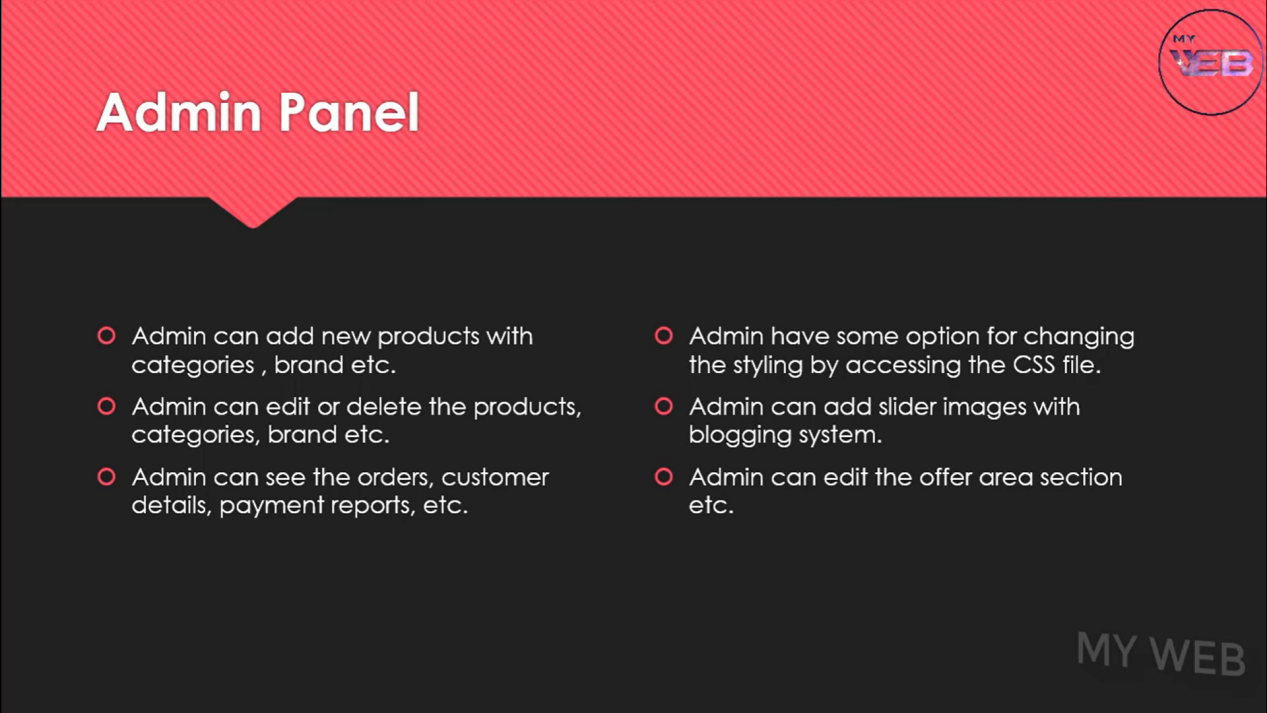 MY
WEB
Admin Panel
Admin can add new products with
categories , brand etc.
Admin can edit or delete the products,
categories, brand etc.
Admin can see the orders, customer
details, payment reports, etc.
Admin have some option for changing
the styling by accessing the CSS file.
Admin can add slider images with
blogging system.
Admin can edit the offer area section
etc.
MY WEB